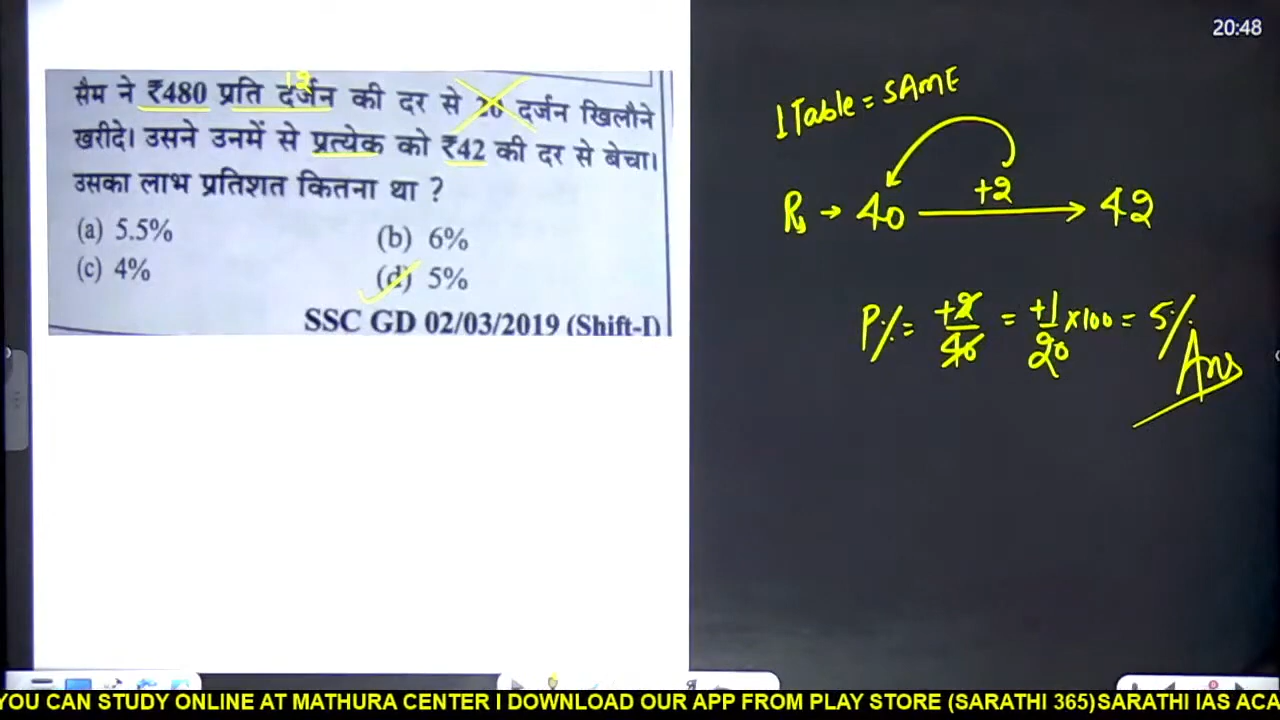 20:48
12
सैम ने ₹480 प्रति दर्जन की दर से 20 दर्जन खिलौने
खरीदे। उसने उनमें से प्रत्येक को ₹42 की दर से बेचा।
उसका लाभ प्रतिशत कितना था ?
(a) 5.5% (b) 6%
(c) 4% (d) 5%
SSC GD 02/03/2019 (Shift-I)
1 Table = SAME
Rs → 40 +2 → 42
P% = +2/40 = +1/20 ×100 = 5%
Ans
YOU CAN STUDY ONLINE AT MATHURA CENTER I DOWNLOAD OUR APP FROM PLAY STORE (SARATHI 365)SARATHI IAS ACA